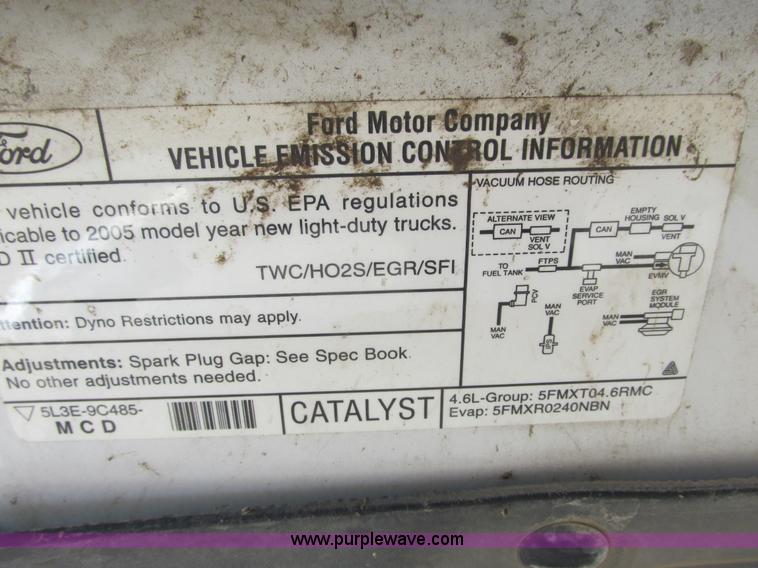 Ford
Ford Motor Company
VEHICLE EMISSION CONTROL INFORMATION
vehicle conforms to U.S. EPA regulations
icable to 2005 model year new light-duty trucks.
D II certified.
TWC/HO2S/EGR/SFI
ttention: Dyno Restrictions may apply.
Adjustments: Spark Plug Gap: See Spec Book.
No other adjustments needed.
5L3E-9C485-
MCD
CATALYST
4.6L-Group: 5FMXT04.6RMC
Evap: 5FMXR0240NBN
VACUUM HOSE ROUTING
ALTERNATE VIEW
CAN
VENT
SOL V
CAN
EMPTY
HOUSING
SOL V
VENT
TO
FUEL TANK
FTPS
MAN
VAC
EVMV
T
EVAP
SERVICE
PORT
PCV
MAN
VAC
MAN
VAC
FPS
MAN
VAC
EGR
SYSTEM
MODULE
www.purplewave.com